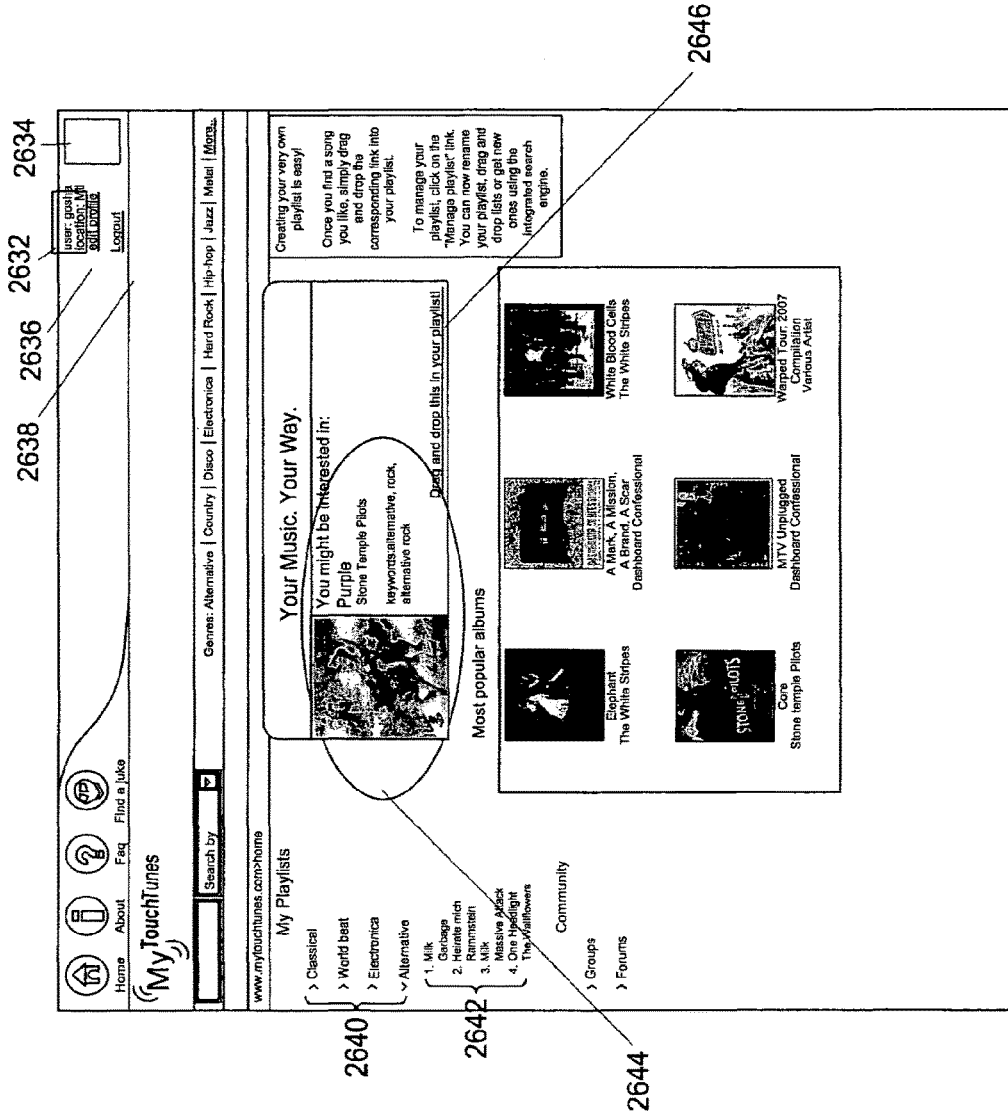 2632
2634
2636
2638
user: gosha
location: Mtl
edit profile
Logout
Home
About
Faq
Find a juke
MyTouchTunes
Search by
Genres: Alternative | Country | Disco | Electronica | Hard Rock | Hip-hop | Jazz | Metal | More...
www.mytouchtunes.com>home
My Playlists
> Classical
> World beat
> Electronica
Alternative
1. Milk
Garbage
2. Heirate mich
Rammstein
3. Milk
Massive Attack
4. One Headlight
The Wallflowers
Community
> Groups
> Forums
2640
2642
2644
Your Music. Your Way.
You might be interested in:
Purple
Stone Temple Pilots
keywords:alternative, rock,
alternative rock
Drag and drop this in your playlist!
2646
Most popular albums
Elephant
The White Stripes
A Mark, A Mission,
A Brand, A Scar
Dashboard Confessional
White Blood Cells
The White Stripes
Core
Stone Temple Pilots
MTV Unplugged
Dashboard Confessional
Warped Tour: 2007
Compilation
Various Artist
Creating your very own
playlist is easy!
Once you find a song
you like, simply drag
and drop the
corresponding link into
your playlist.
To manage your
playlist, click on the
"Manage playlist" link.
You can now rename
your playlist, drag and
drop lists or get new
ones using the
integrated search
engine.